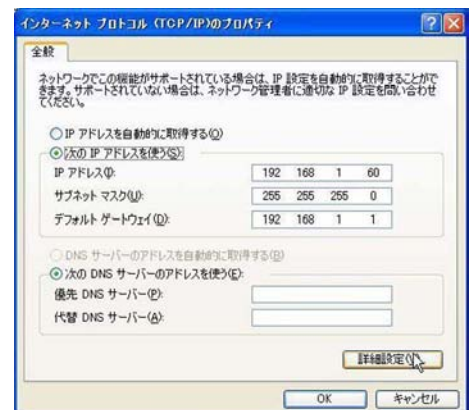 インターネット プロトコル (TCP/IP)のプロパティ
全般
ネットワークでこの機能がサポートされている場合は、IP 設定を自動的に取得することがで
きます。サポートされていない場合は、ネットワーク管理者に適切な IP 設定を問い合わせ
てください。
IP アドレスを自動的に取得する(O)
次の IP アドレスを使う(S):
IP アドレス(I): 192 168 1 60
サブネット マスク(U): 255 255 255 0
デフォルト ゲートウェイ(D): 192 168 1 1
DNS サーバーのアドレスを自動的に取得する(B)
次の DNS サーバーのアドレスを使う(E):
優先 DNS サーバー(P):
代替 DNS サーバー(A):
詳細設定(V)...
OK キャンセル